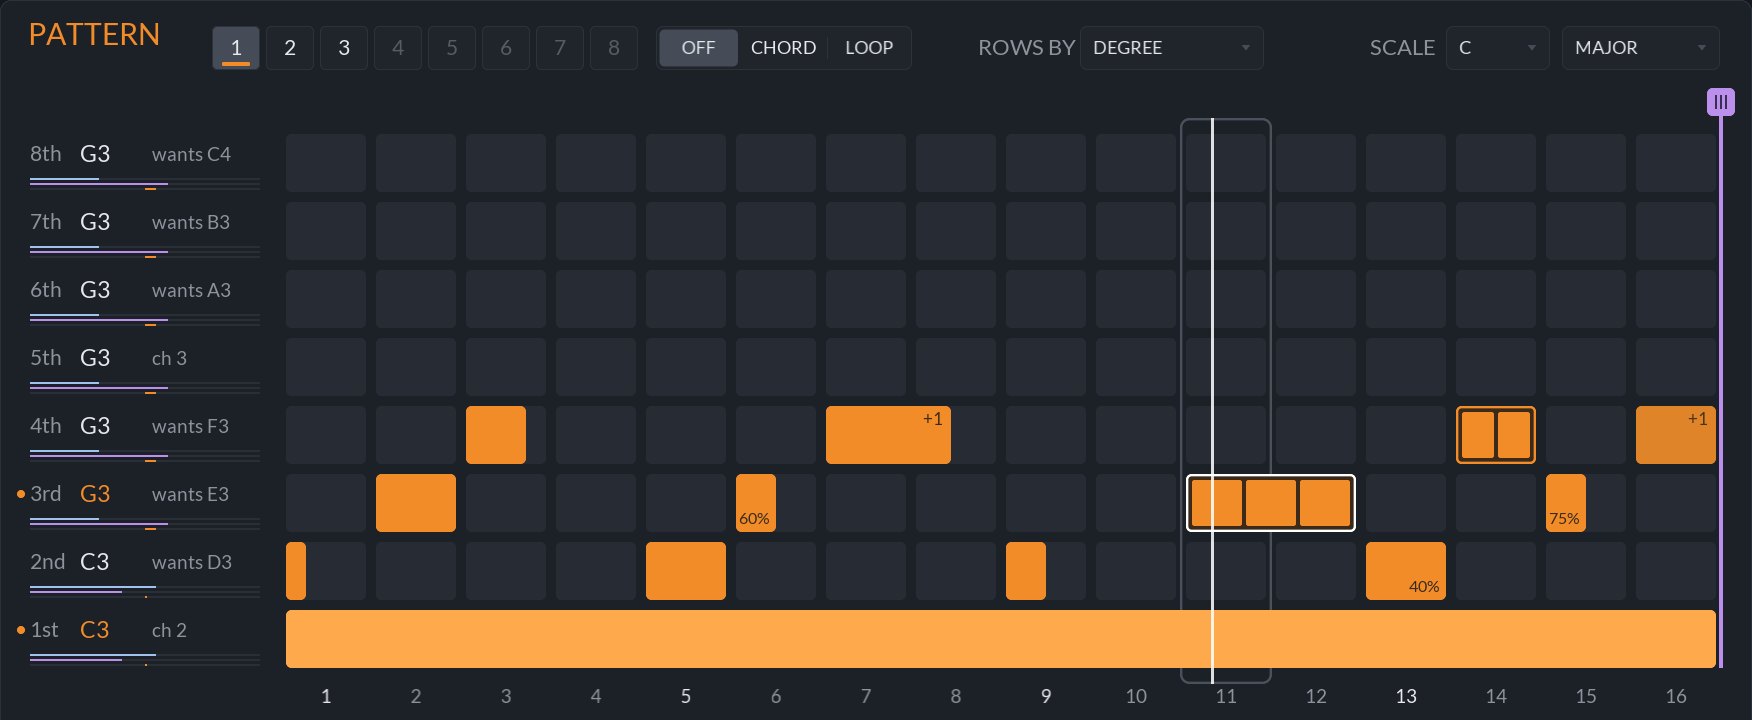 PATTERN 1 2 3 4 5 6 7 8 OFF CHORD LOOP ROWS BY DEGREE SCALE C MAJOR
8th G3 wants C4
7th G3 wants B3
6th G3 wants A3
5th G3 ch 3
4th G3 wants F3 +1 +1
3rd G3 wants E3 60% 75%
2nd C3 wants D3 40%
1st C3 ch 2
1 2 3 4 5 6 7 8 9 10 11 12 13 14 15 16